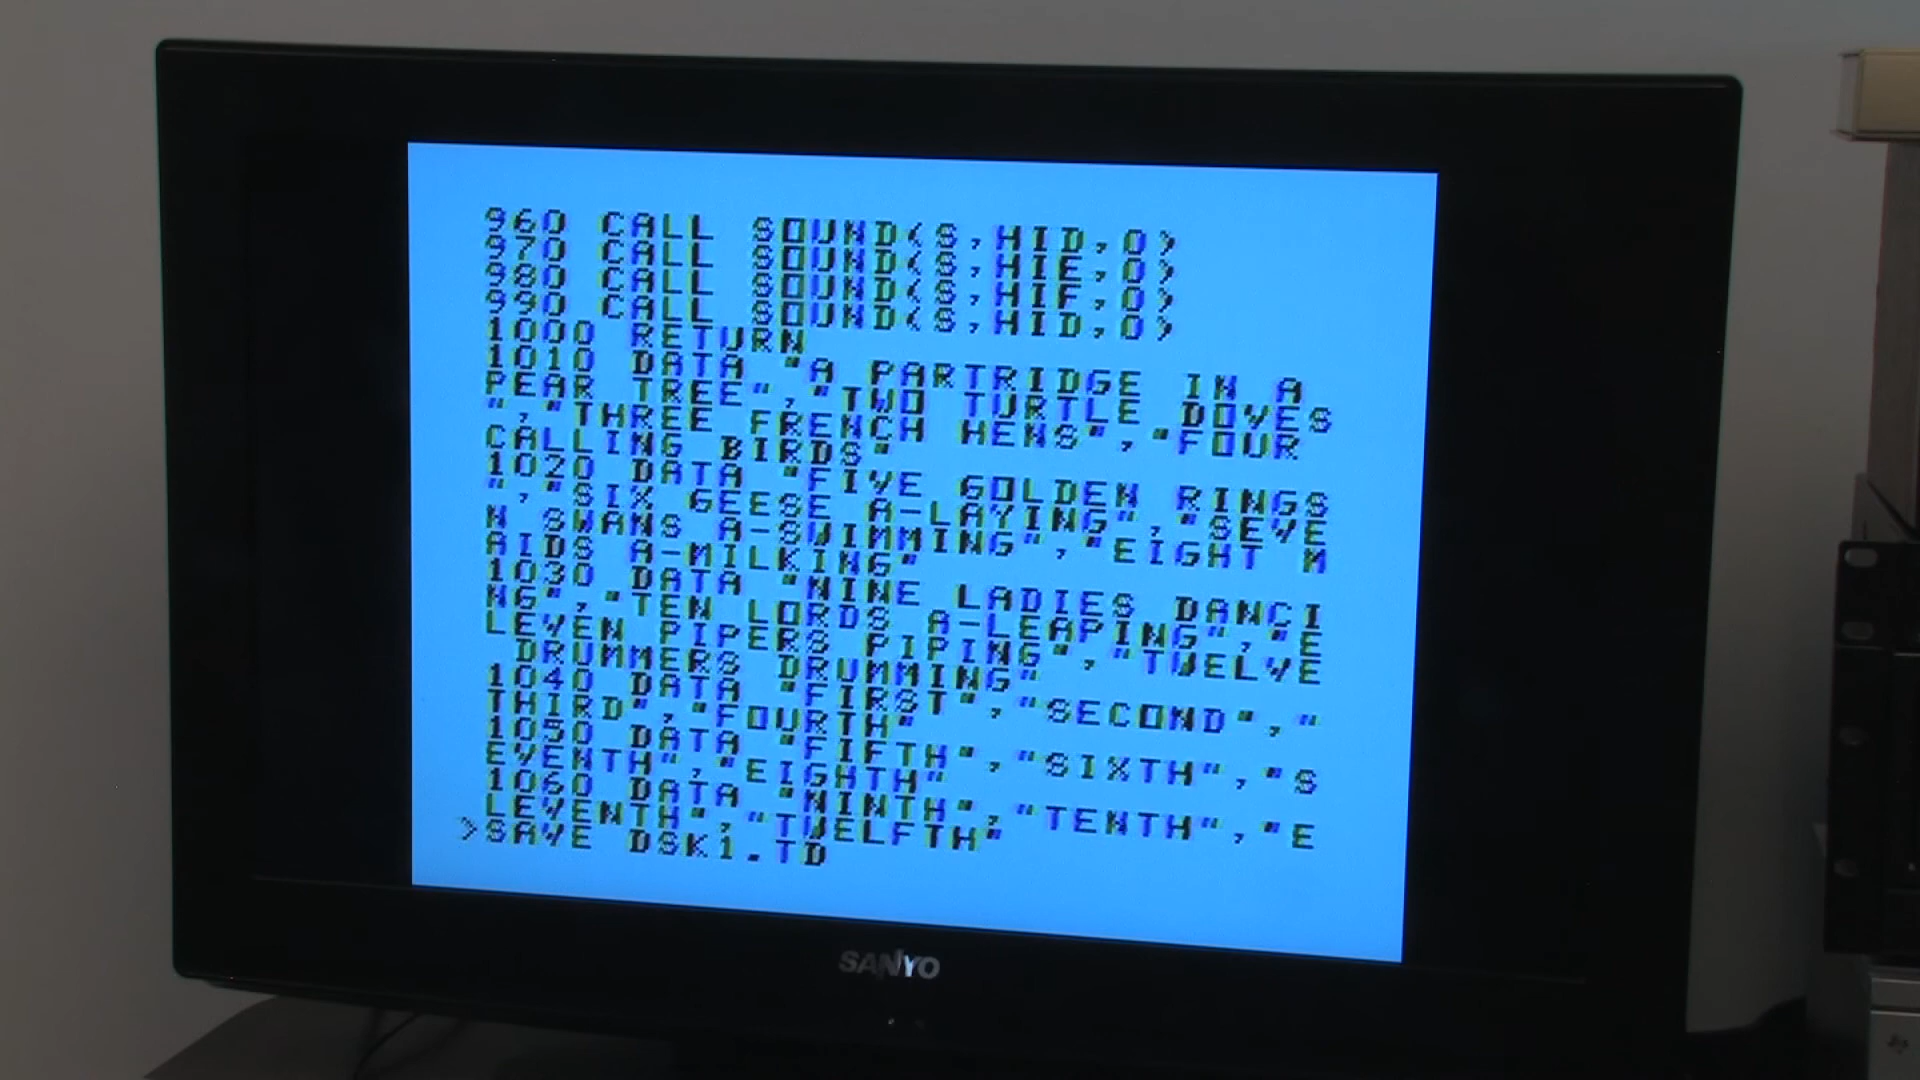 960 CALL SOUND(S,HID,0)
970 CALL SOUND(S,HIE,0)
980 CALL SOUND(S,HIF,0)
990 CALL SOUND(S,HID,0)
1000 RETURN
1010 DATA "A PARTRIDGE IN A
PEAR TREE","TWO TURTLE DOVES
","THREE FRENCH HENS","FOUR
CALLING BIRDS"
1020 DATA "FIVE GOLDEN RINGS
","SIX GEESE A-LAYING","SEVE
N SWANS A-SWIMMING","EIGHT M
AIDS A-MILKING"
1030 DATA "NINE LADIES DANCI
NG","TEN LORDS A-LEAPING","E
LEVEN PIPERS PIPING","TWELVE
DRUMMERS DRUMMING"
1040 DATA "FIRST","SECOND","
THIRD","FOURTH"
1050 DATA "FIFTH","SIXTH","S
EVENTH","EIGHTH"
1060 DATA "NINTH","TENTH","E
LEVENTH","TWELFTH"
>SAVE DSK1.TD
SANYO